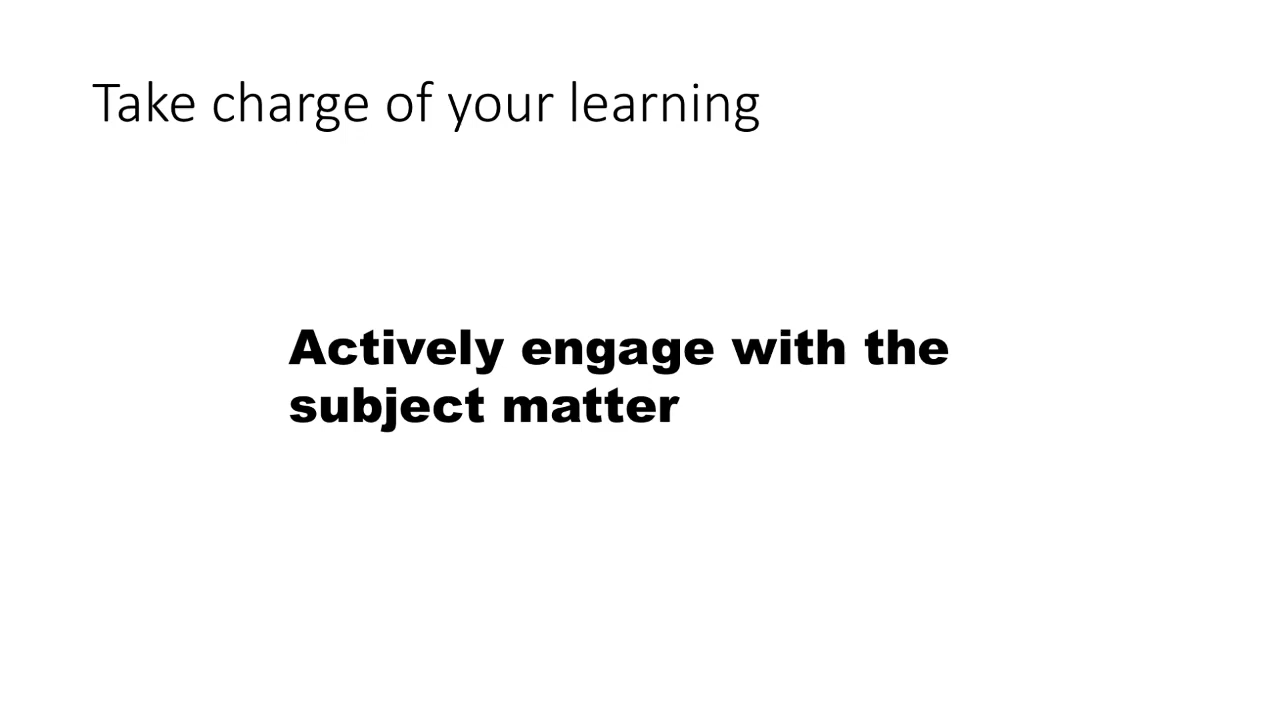 Take charge of your learning
Actively engage with the
subject matter